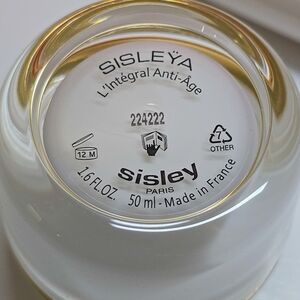 SISLEŸA
L'Intégral Anti-Âge
224222
12 M
7
OTHER
sisley
PARIS
1.6 FL.OZ. 50 ml - Made in France